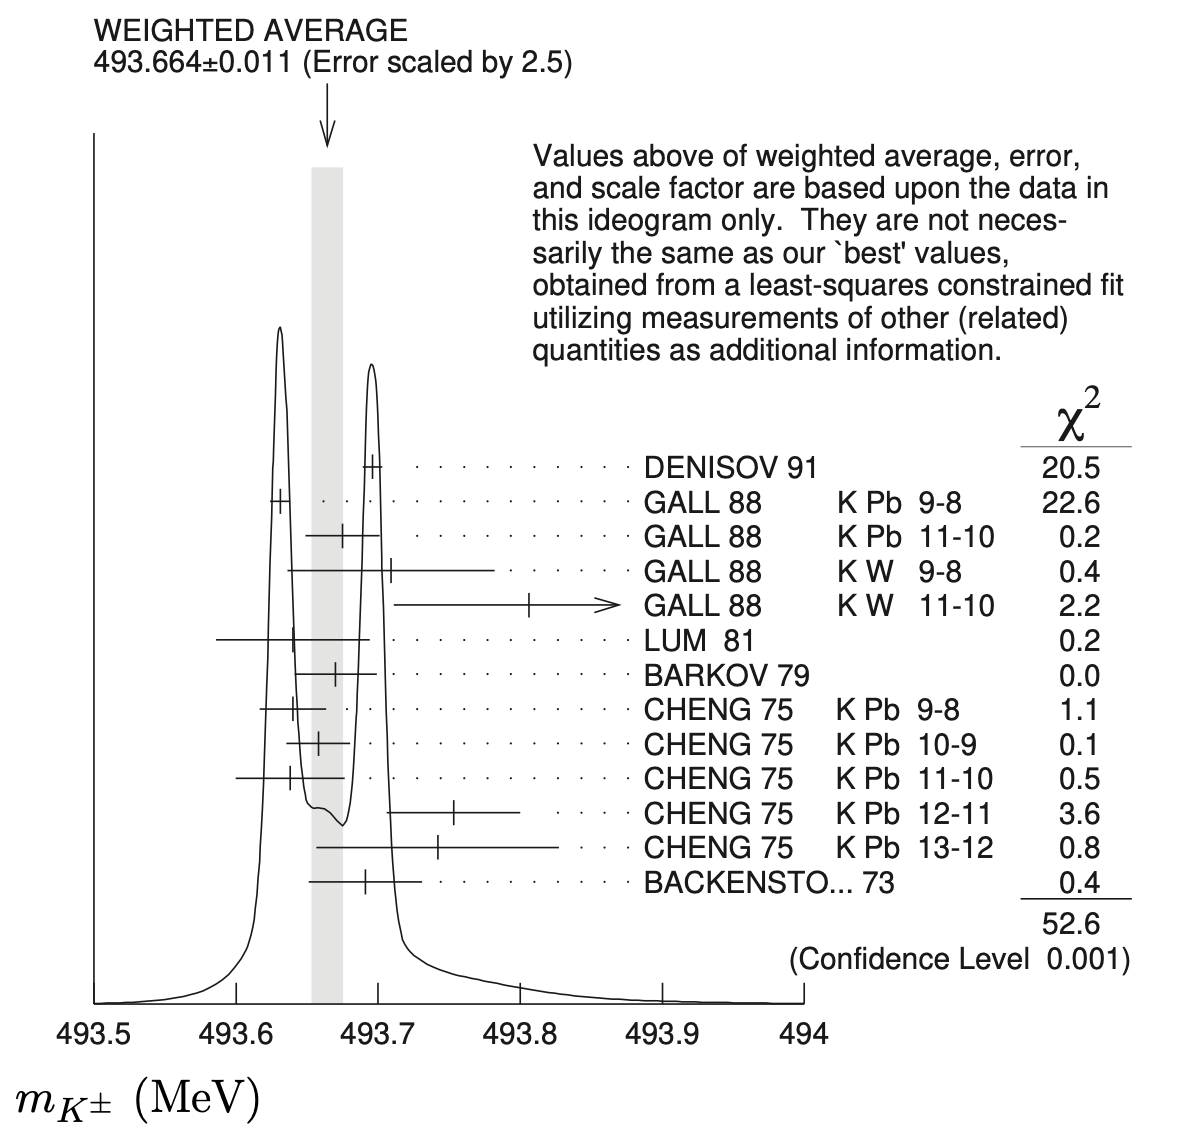 WEIGHTED AVERAGE
493.664±0.011 (Error scaled by 2.5)
Values above of weighted average, error,
and scale factor are based upon the data in
this ideogram only. They are not neces-
sarily the same as our `best' values,
obtained from a least-squares constrained fit
utilizing measurements of other (related)
quantities as additional information.
χ²
DENISOV 91 20.5
GALL 88 K Pb 9-8 22.6
GALL 88 K Pb 11-10 0.2
GALL 88 K W 9-8 0.4
GALL 88 K W 11-10 2.2
LUM 81 0.2
BARKOV 79 0.0
CHENG 75 K Pb 9-8 1.1
CHENG 75 K Pb 10-9 0.1
CHENG 75 K Pb 11-10 0.5
CHENG 75 K Pb 12-11 3.6
CHENG 75 K Pb 13-12 0.8
BACKENSTO... 73 0.4
52.6
(Confidence Level 0.001)
493.5 493.6 493.7 493.8 493.9 494
m_K± (MeV)